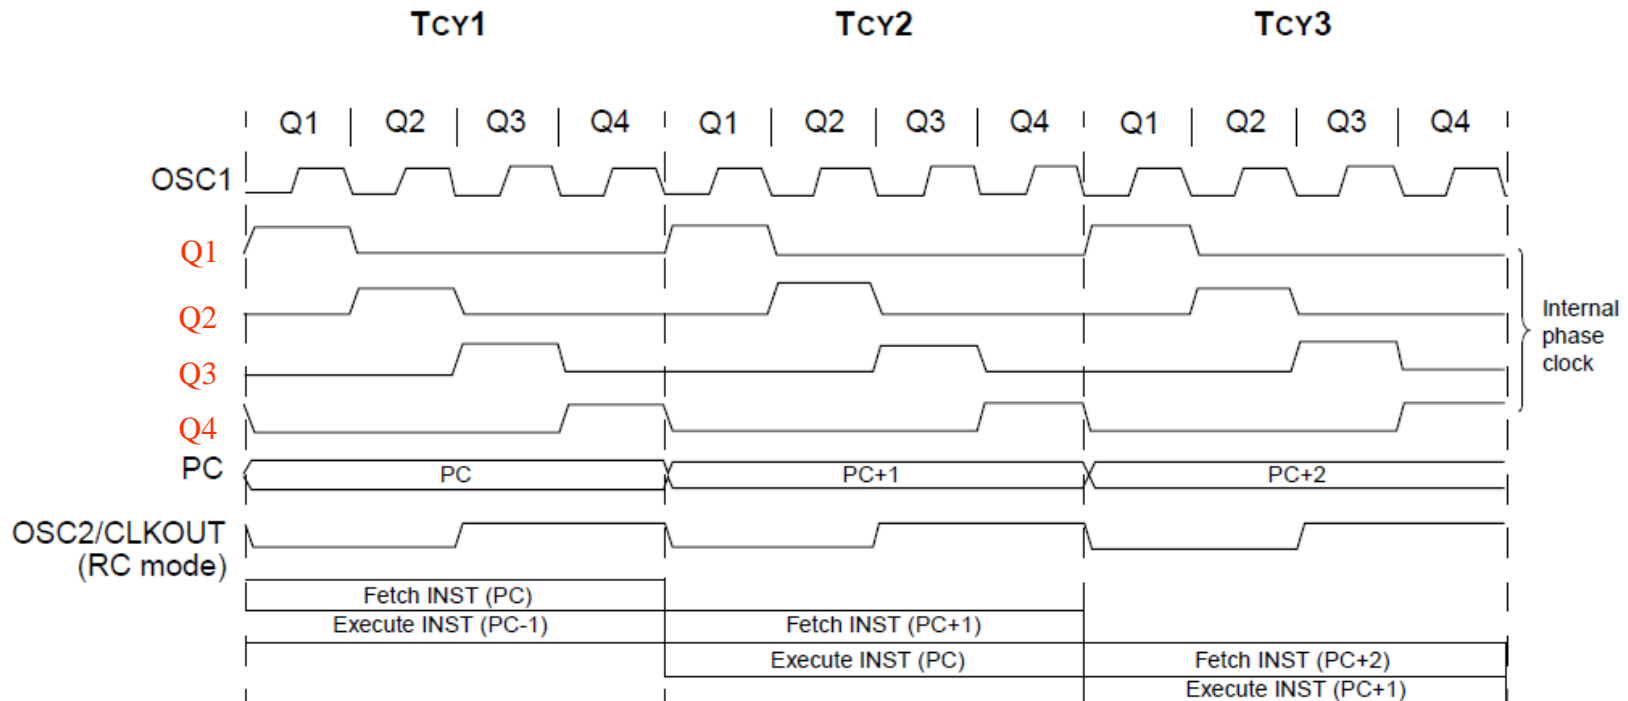 TCY1 TCY2 TCY3
Q1 Q2 Q3 Q4 Q1 Q2 Q3 Q4 Q1 Q2 Q3 Q4
OSC1
Q1
Q2
Internal
phase
clock
Q3
Q4
PC PC PC+1 PC+2
OSC2/CLKOUT
(RC mode)
Fetch INST (PC)
Execute INST (PC-1) Fetch INST (PC+1)
Execute INST (PC) Fetch INST (PC+2)
Execute INST (PC+1)